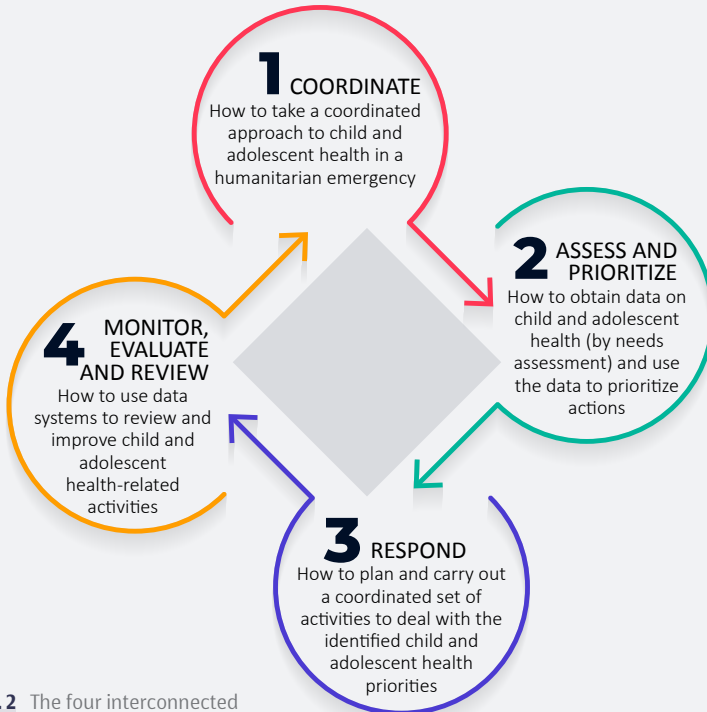 1 COORDINATE
How to take a coordinated
approach to child and
adolescent health in a
humanitarian emergency
2 ASSESS AND
PRIORITIZE
How to obtain data on
child and adolescent
health (by needs
assessment) and use
the data to prioritize
actions
3 RESPOND
How to plan and carry out
a coordinated set of
activities to deal with the
identified child and
adolescent health
priorities
4 MONITOR,
EVALUATE
AND REVIEW
How to use data
systems to review and
improve child and
adolescent
health-related
activities
. 2 The four interconnected